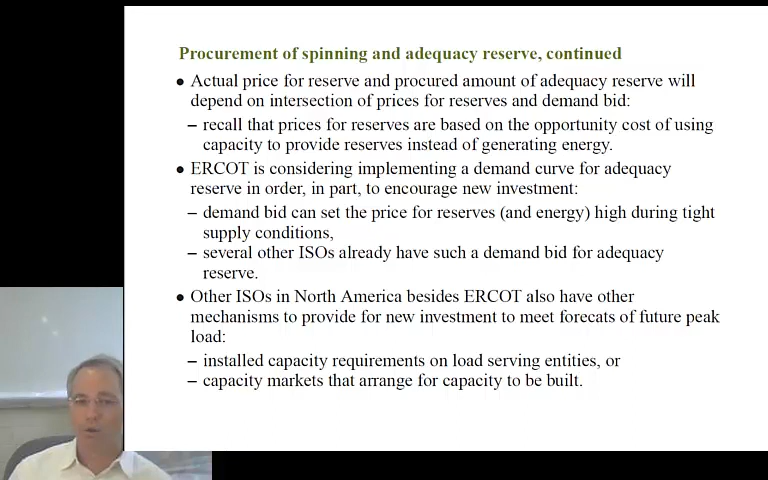 Procurement of spinning and adequacy reserve, continued
• Actual price for reserve and procured amount of adequacy reserve will
depend on intersection of prices for reserves and demand bid:
– recall that prices for reserves are based on the opportunity cost of using
capacity to provide reserves instead of generating energy.
• ERCOT is considering implementing a demand curve for adequacy
reserve in order, in part, to encourage new investment:
– demand bid can set the price for reserves (and energy) high during tight
supply conditions,
– several other ISOs already have such a demand bid for adequacy
reserve.
• Other ISOs in North America besides ERCOT also have other
mechanisms to provide for new investment to meet forecats of future peak
load:
– installed capacity requirements on load serving entities, or
– capacity markets that arrange for capacity to be built.